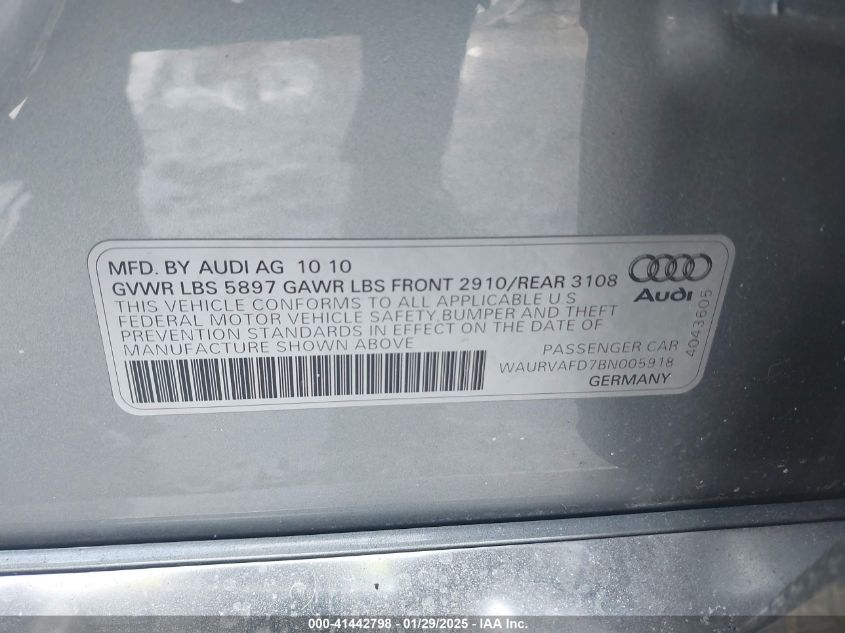 MFD. BY AUDI AG 10 10
GVWR LBS 5897 GAWR LBS FRONT 2910/REAR 3108
THIS VEHICLE CONFORMS TO ALL APPLICABLE U S
FEDERAL MOTOR VEHICLE SAFETY,BUMPER AND THEFT
PREVENTION STANDARDS IN EFFECT ON THE DATE OF
MANUFACTURE SHOWN ABOVE
PASSENGER CAR
WAURVAFD7BN005918
GERMANY
Audi
4043605
000-41442798 - 01/29/2025 - © IAA Inc.